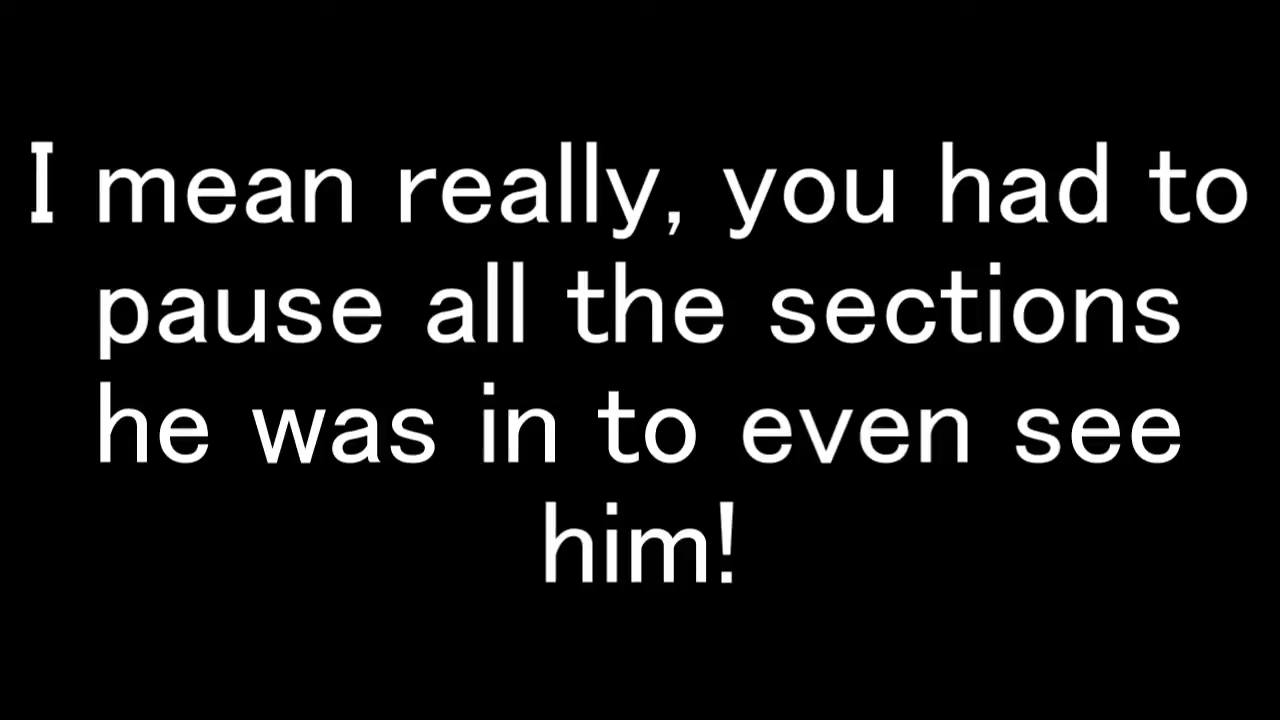 I mean really, you had to
pause all the sections
he was in to even see
him!